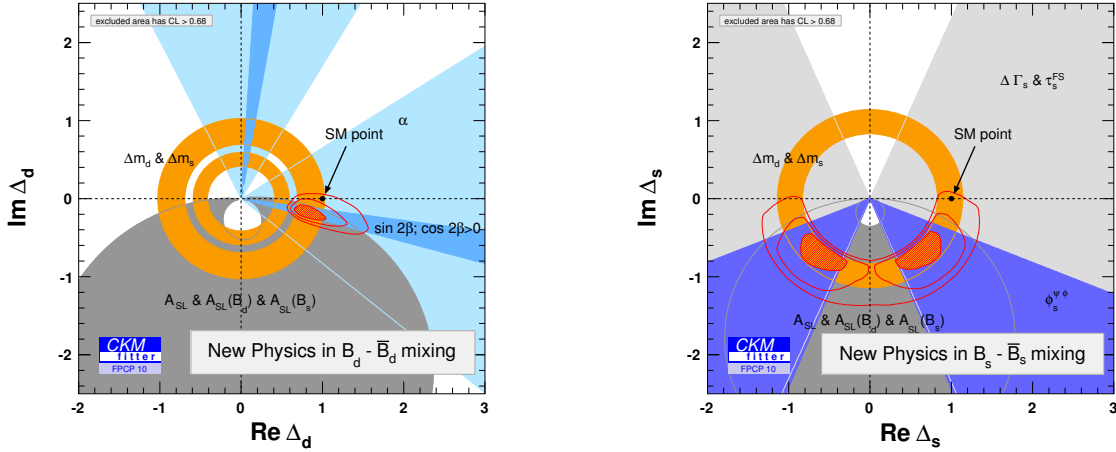 excluded area has CL > 0.68
2
1
0
-1
-2
Im Δd
α
SM point
Δmd & Δms
sin 2β; cos 2β>0
ASL & ASL(Bd) & ASL(Bs)
CKM
fitter
FPCP 10
New Physics in Bd - B̅d mixing
-2 -1 0 1 2 3
Re Δd
excluded area has CL > 0.68
2
1
0
-1
-2
Im Δs
ΔΓs & τsFS
SM point
Δmd & Δms
ϕsψϕ
ASL & ASL(Bd) & ASL(Bs)
CKM
fitter
FPCP 10
New Physics in Bs - B̅s mixing
-2 -1 0 1 2 3
Re Δs